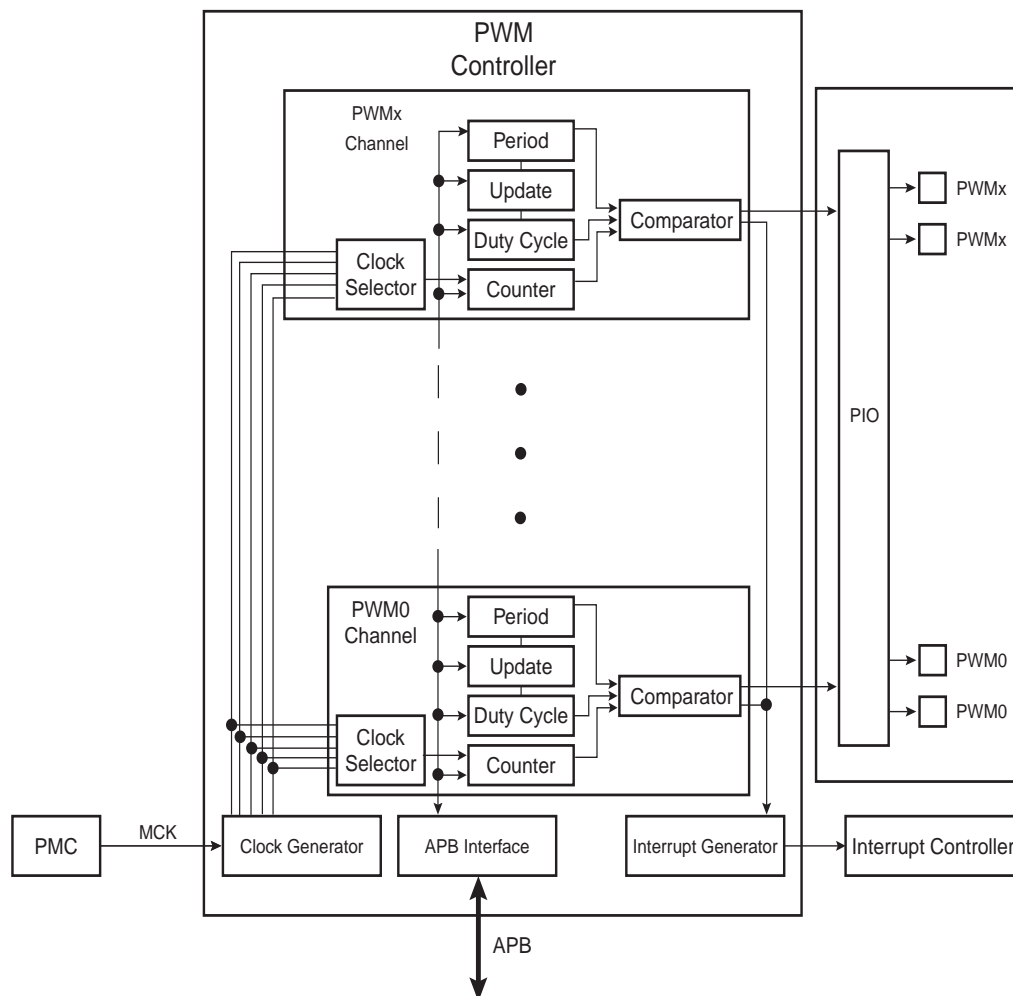 PWM
Controller
PWMx
Channel
Period
Update
Duty Cycle
Comparator
Clock
Selector
Counter
PIO
PWMx
PWMx
PWM0
Channel
Period
Update
Duty Cycle
Comparator
Clock
Selector
Counter
PWM0
PWM0
PMC
MCK
Clock Generator
APB Interface
Interrupt Generator
Interrupt Controller
APB